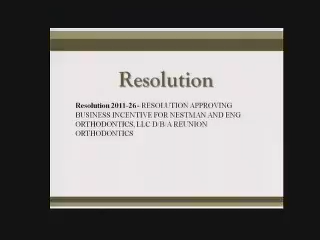 Resolution
Resolution 2011-26 - RESOLUTION APPROVING
BUSINESS INCENTIVE FOR NESTMAN AND ENG
ORTHODONTICS, LLC D/B/A REUNION
ORTHODONTICS